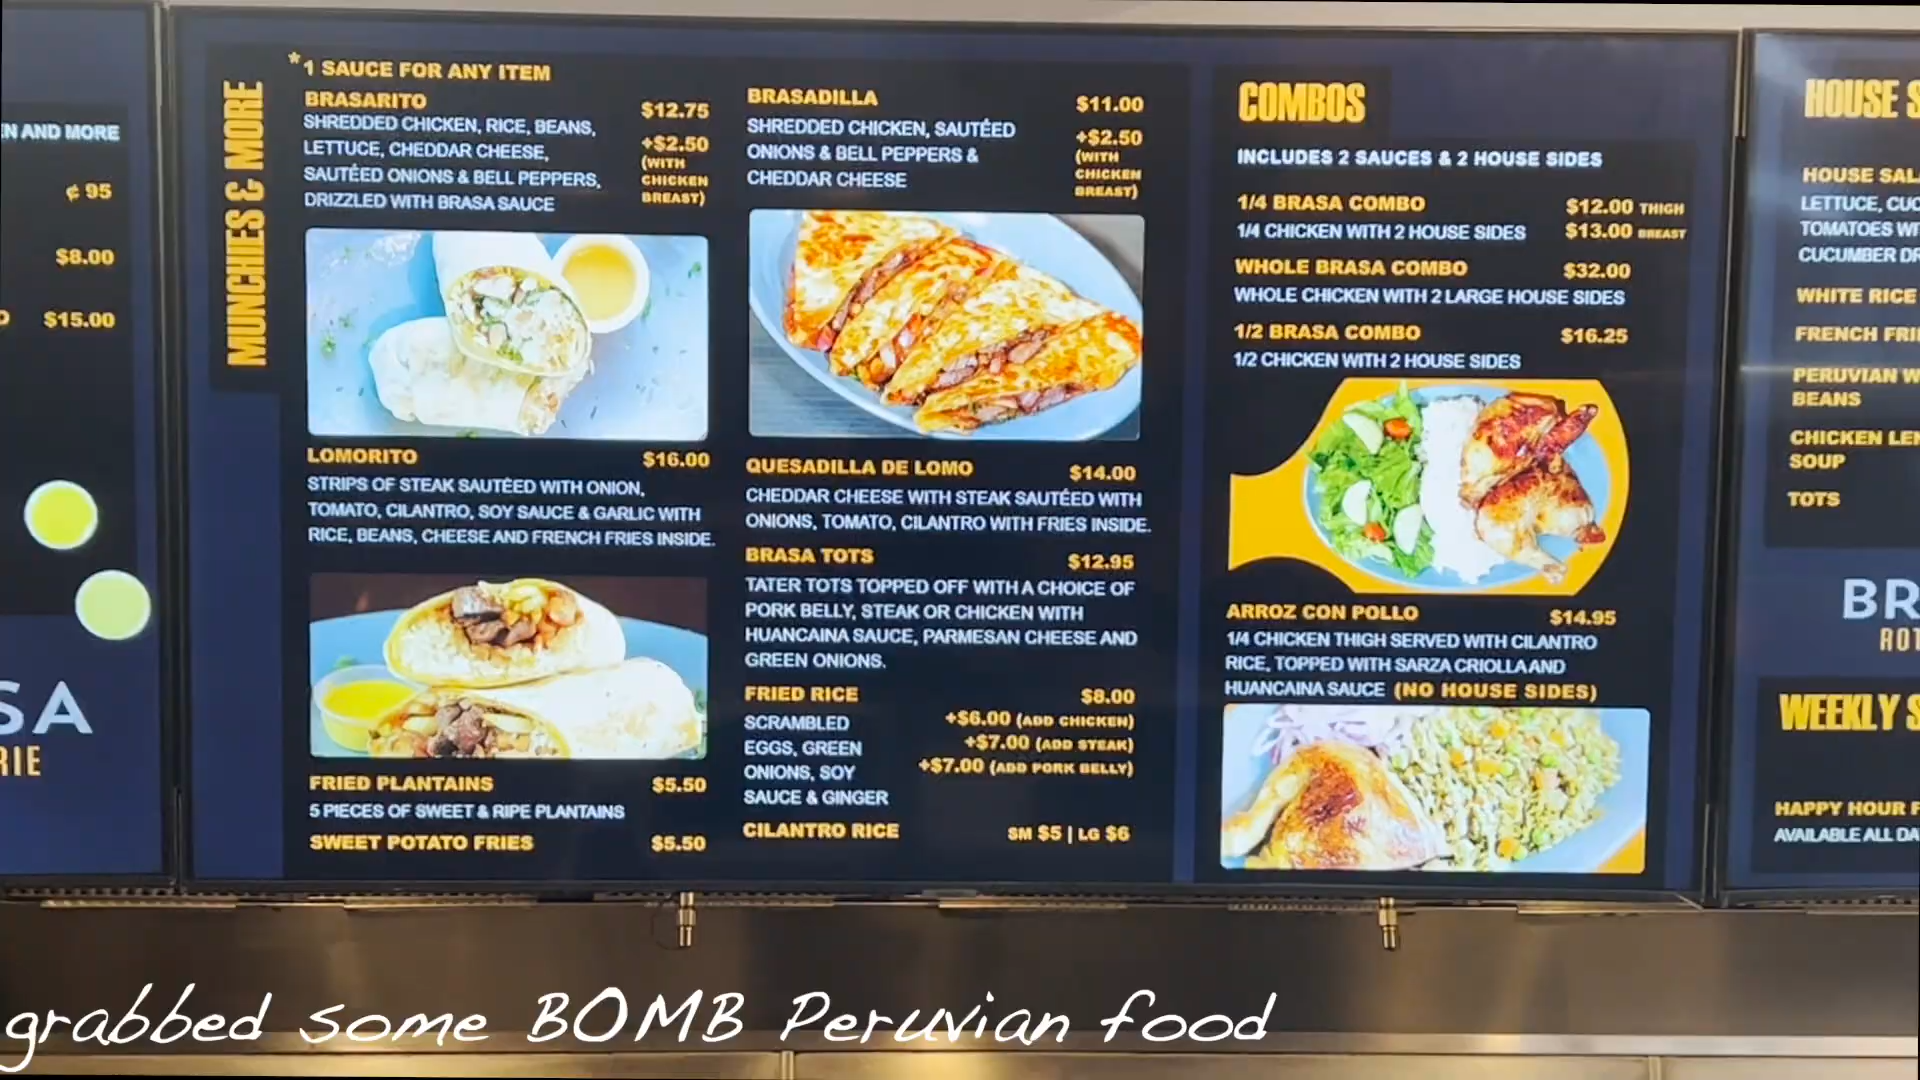 N AND MORE
¢ 95
$8.00
$15.00
SA
RIE
MUNCHIES & MORE
*1 SAUCE FOR ANY ITEM
BRASARITO $12.75
SHREDDED CHICKEN, RICE, BEANS,
LETTUCE, CHEDDAR CHEESE,
SAUTÉED ONIONS & BELL PEPPERS,
DRIZZLED WITH BRASA SAUCE
+$2.50
(WITH
CHICKEN
BREAST)
LOMORITO $16.00
STRIPS OF STEAK SAUTÉED WITH ONION,
TOMATO, CILANTRO, SOY SAUCE & GARLIC WITH
RICE, BEANS, CHEESE AND FRENCH FRIES INSIDE.
FRIED PLANTAINS $5.50
5 PIECES OF SWEET & RIPE PLANTAINS
SWEET POTATO FRIES $5.50
BRASADILLA $11.00
SHREDDED CHICKEN, SAUTÉED
ONIONS & BELL PEPPERS &
CHEDDAR CHEESE
+$2.50
(WITH
CHICKEN
BREAST)
QUESADILLA DE LOMO $14.00
CHEDDAR CHEESE WITH STEAK SAUTÉED WITH
ONIONS, TOMATO, CILANTRO WITH FRIES INSIDE.
BRASA TOTS $12.95
TATER TOTS TOPPED OFF WITH A CHOICE OF
PORK BELLY, STEAK OR CHICKEN WITH
HUANCAINA SAUCE, PARMESAN CHEESE AND
GREEN ONIONS.
FRIED RICE $8.00
SCRAMBLED
EGGS, GREEN
ONIONS, SOY
SAUCE & GINGER
+$6.00 (ADD CHICKEN)
+$7.00 (ADD STEAK)
+$7.00 (ADD PORK BELLY)
CILANTRO RICE SM $5 | LG $6
COMBOS
INCLUDES 2 SAUCES & 2 HOUSE SIDES
1/4 BRASA COMBO $12.00 THIGH
1/4 CHICKEN WITH 2 HOUSE SIDES $13.00 BREAST
WHOLE BRASA COMBO $32.00
WHOLE CHICKEN WITH 2 LARGE HOUSE SIDES
1/2 BRASA COMBO $16.25
1/2 CHICKEN WITH 2 HOUSE SIDES
ARROZ CON POLLO $14.95
1/4 CHICKEN THIGH SERVED WITH CILANTRO
RICE, TOPPED WITH SARZA CRIOLLA AND
HUANCAINA SAUCE (NO HOUSE SIDES)
HOUSE S
HOUSE SAL
LETTUCE, CUC
TOMATOES WI
CUCUMBER DR
WHITE RICE
FRENCH FRI
PERUVIAN W
BEANS
CHICKEN LEN
SOUP
TOTS
BR
ROT
WEEKLY S
HAPPY HOUR F
AVAILABLE ALL DA
grabbed some BOMB Peruvian food